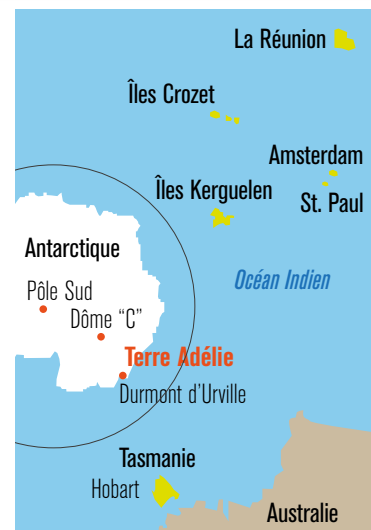 La Réunion
Îles Crozet
Amsterdam
Îles Kerguelen
St. Paul
Antarctique
Océan Indien
Pôle Sud
Dôme “C”
Terre Adélie
Durmont d’Urville
Tasmanie
Hobart
Australie